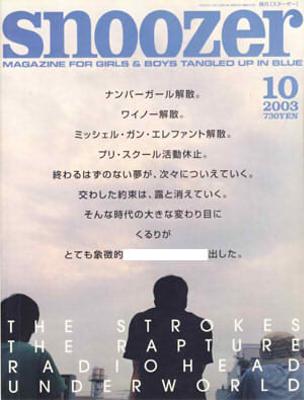 snoozer
MAGAZINE FOR GIRLS & BOYS TANGLED UP IN BLUE
10
2003
730YEN
ナンバーガール解散。
ワイノー解散。
ミッシェル・ガン・エレファント解散。
プリ・スクール活動休止。
終わるはずのない夢が、次々についえていく。
交わした約束は、露と消えていく。
そんな時代の大きな変わり目に
くるりが
とても象徴的 出した。
THE STROKES
THE RAPTURE
RADIOHEAD
UNDERWORLD